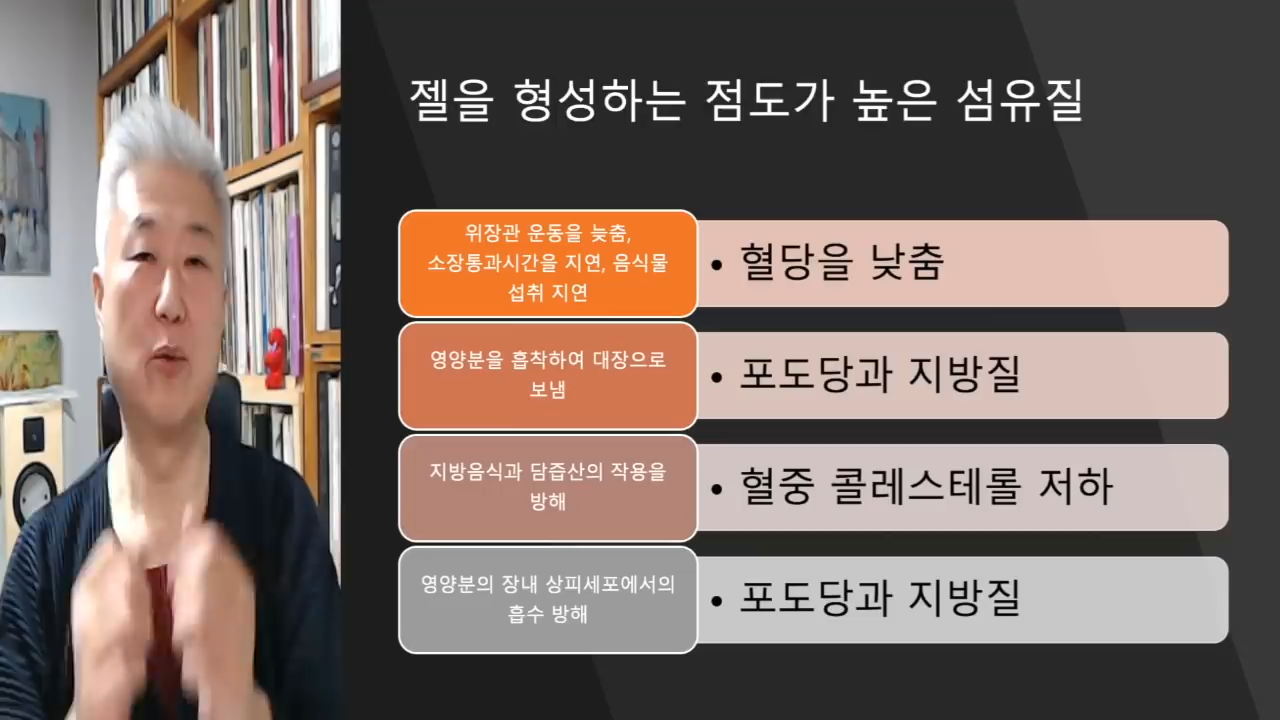 젤을 형성하는 점도가 높은 섬유질
위장관 운동을 늦춤,
소장통과시간을 지연, 음식물
섭취 지연
• 혈당을 낮춤
영양분을 흡착하여 대장으로
보냄
• 포도당과 지방질
지방음식과 담즙산의 작용을
방해
• 혈중 콜레스테롤 저하
영양분의 장내 상피세포에서의
흡수 방해
• 포도당과 지방질